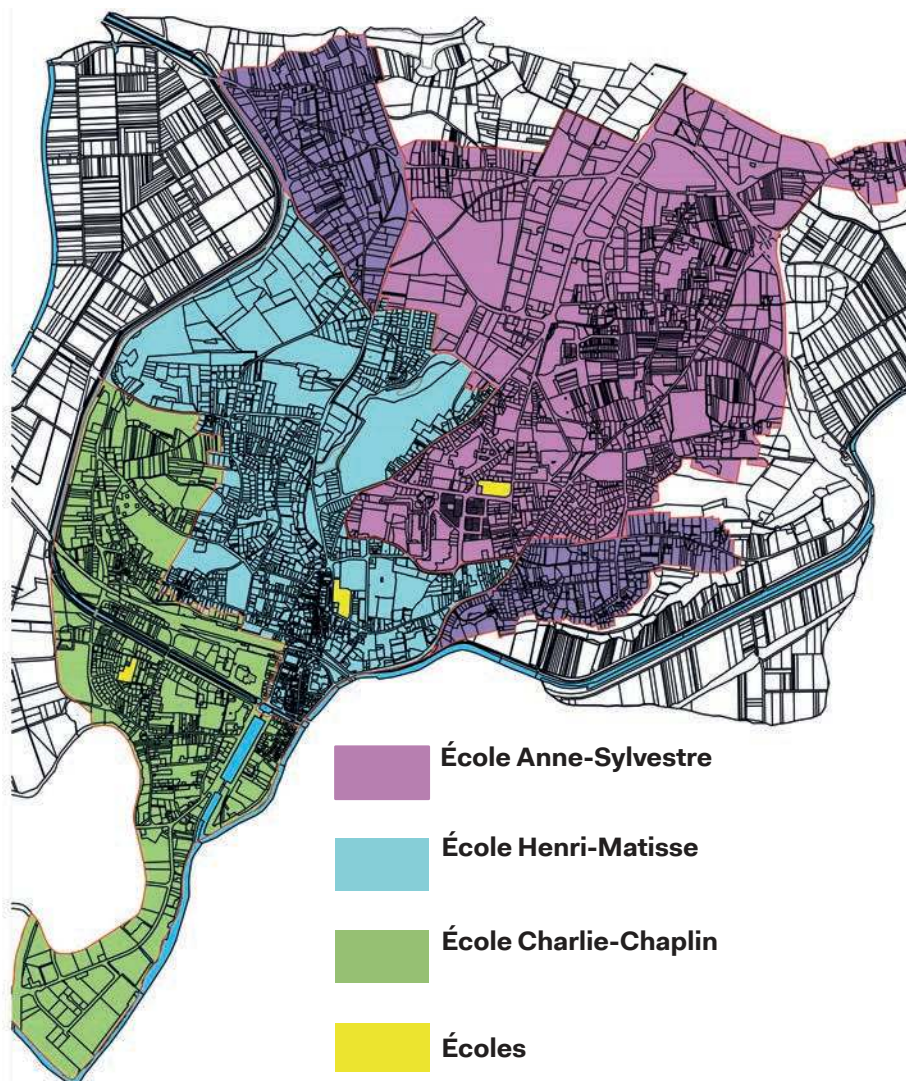 École Anne-Sylvestre
École Henri-Matisse
École Charlie-Chaplin
Écoles